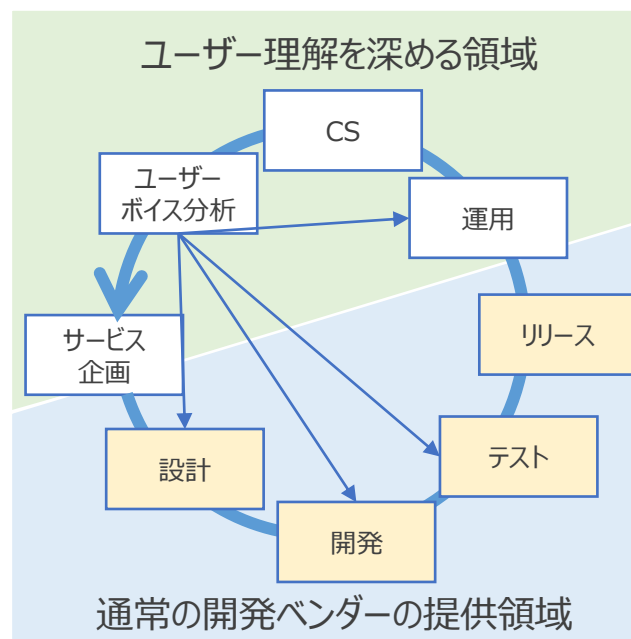 ユーザー理解を深める領域
CS
ユーザー
ボイス分析
運用
サービス
企画
リリース
設計
テスト
開発
通常の開発ベンダーの提供領域